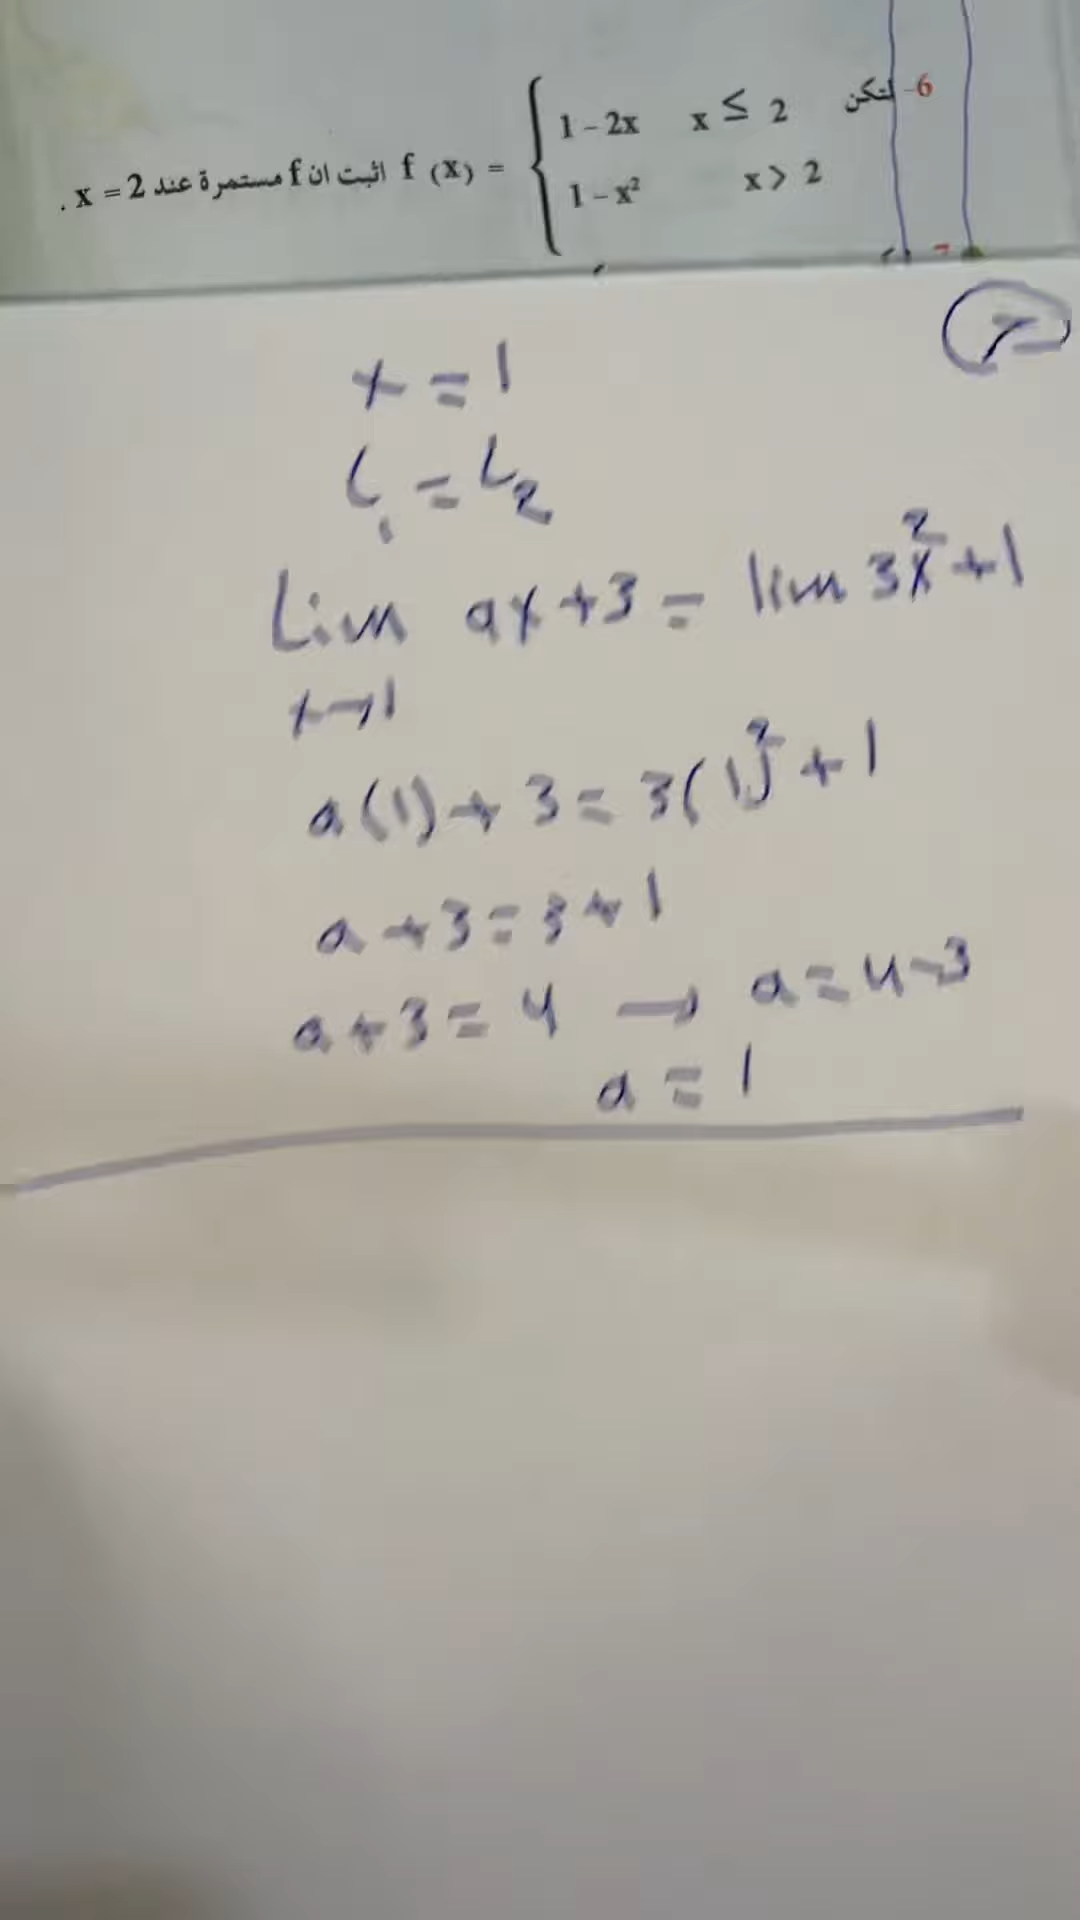 6- لتكن
1 - 2x x ≤ 2
f (x) = اثبت ان f مستمرة عند x = 2 .
1 - x² x > 2
x = 1
L₁ = L₂
Lim ax + 3 = lim 3x² + 1
x→1
a(1) + 3 = 3(1)² + 1
a + 3 = 3 + 1
a + 3 = 4 → a = 4 - 3
a = 1